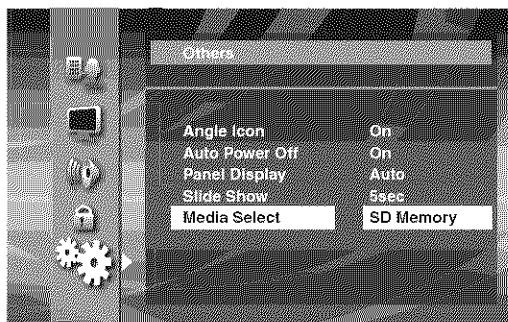 Others
Angle Icon On
Auto Power Off On
Panel Display Auto
Slide Show 5sec
Media Select SD Memory